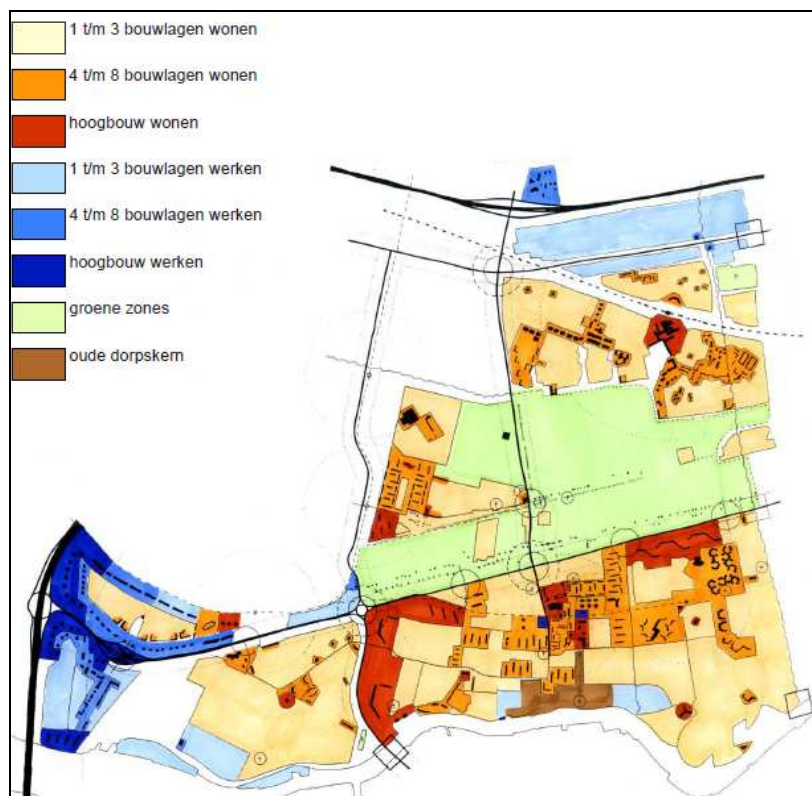 1 t/m 3 bouwlagen wonen
4 t/m 8 bouwlagen wonen
hoogbouw wonen
1 t/m 3 bouwlagen werken
4 t/m 8 bouwlagen werken
hoogbouw werken
groene zones
oude dorpskern